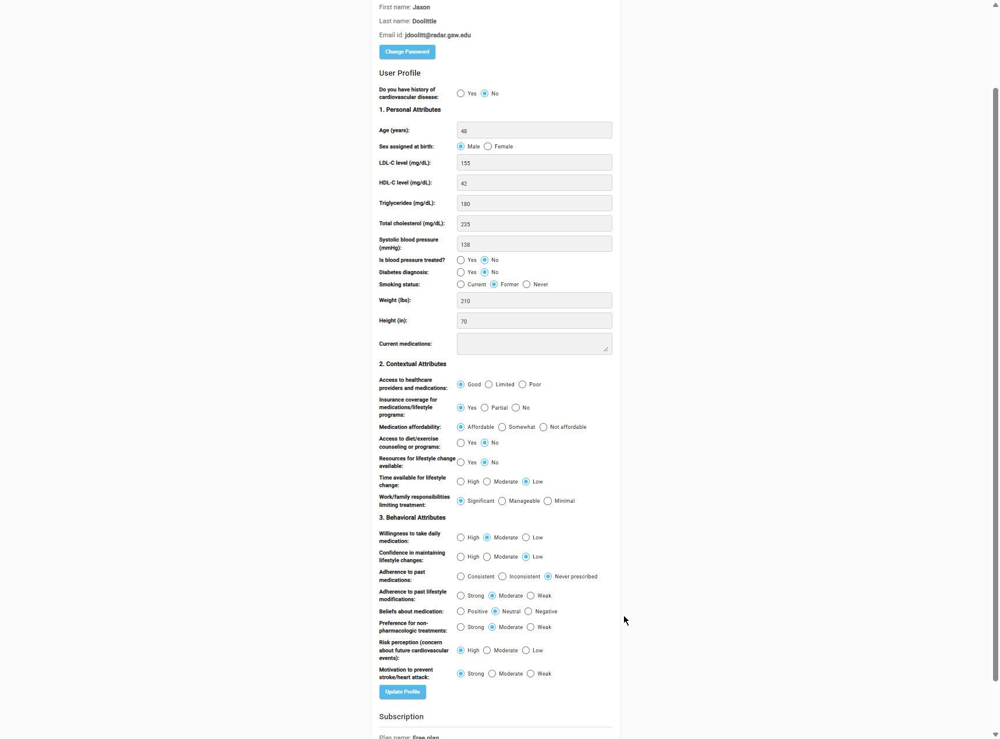 First name: Jaxon
Last name: Doolittle
Email id: jdoolitt@radar.gsw.edu
Change Password
User Profile
Do you have history of
cardiovascular disease:
Yes No
1. Personal Attributes
Age (years): 48
Sex assigned at birth: Male Female
LDL-C level (mg/dL): 155
HDL-C level (mg/dL): 42
Triglycerides (mg/dL): 180
Total cholesterol (mg/dL): 235
Systolic blood pressure
(mmHg):
138
Is blood pressure treated? Yes No
Diabetes diagnosis: Yes No
Smoking status: Current Former Never
Weight (lbs): 210
Height (in): 70
Current medications:
2. Contextual Attributes
Access to healthcare
providers and medications:
Good Limited Poor
Insurance coverage for
medications/lifestyle
programs:
Yes Partial No
Medication affordability: Affordable Somewhat Not affordable
Access to diet/exercise
counseling or programs:
Yes No
Resources for lifestyle change
available:
Yes No
Time available for lifestyle
change:
High Moderate Low
Work/family responsibilities
limiting treatment:
Significant Manageable Minimal
3. Behavioral Attributes
Willingness to take daily
medication:
High Moderate Low
Confidence in maintaining
lifestyle changes:
High Moderate Low
Adherence to past
medications:
Consistent Inconsistent Never prescribed
Adherence to past lifestyle
modifications:
Strong Moderate Weak
Beliefs about medication: Positive Neutral Negative
Preference for non-
pharmacologic treatments:
Strong Moderate Weak
Risk perception (concern
about future cardiovascular
events):
High Moderate Low
Motivation to prevent
stroke/heart attack:
Strong Moderate Weak
Update Profile
Subscription
Plan name: Free plan